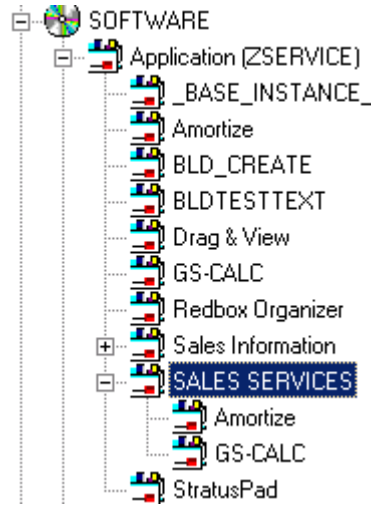 SOFTWARE
Application (ZSERVICE)
_BASE_INSTANCE_
Amortize
BLD_CREATE
BLDTESTTEXT
Drag & View
GS-CALC
Redbox Organizer
Sales Information
SALES SERVICES
Amortize
GS-CALC
StratusPad